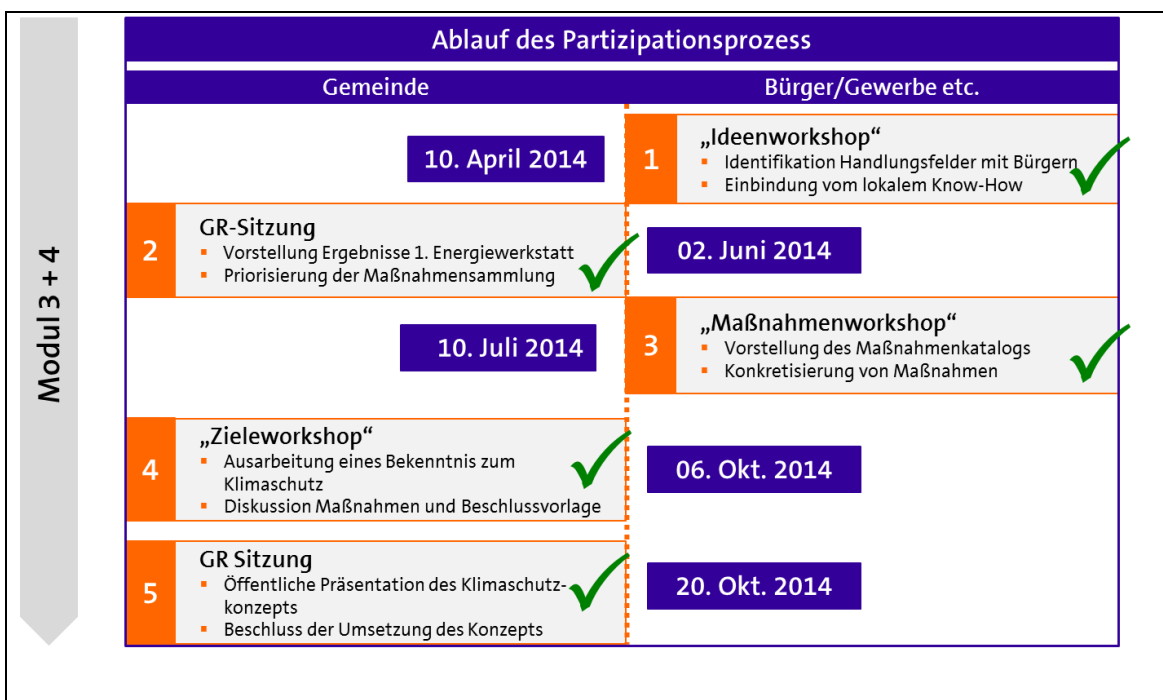 Ablauf des Partizipationsprozess
Gemeinde
Bürger/Gewerbe etc.
Modul 3 + 4
10. April 2014
1
„Ideenworkshop“
▪ Identifikation Handlungsfelder mit Bürgern
▪ Einbindung vom lokalem Know-How
2
GR-Sitzung
▪ Vorstellung Ergebnisse 1. Energiewerkstatt
▪ Priorisierung der Maßnahmensammlung
02. Juni 2014
10. Juli 2014
3
„Maßnahmenworkshop“
▪ Vorstellung des Maßnahmenkatalogs
▪ Konkretisierung von Maßnahmen
4
„Zieleworkshop“
▪ Ausarbeitung eines Bekenntnis zum
Klimaschutz
▪ Diskussion Maßnahmen und Beschlussvorlage
06. Okt. 2014
5
GR Sitzung
▪ Öffentliche Präsentation des Klimaschutz-
konzepts
▪ Beschluss der Umsetzung des Konzepts
20. Okt. 2014